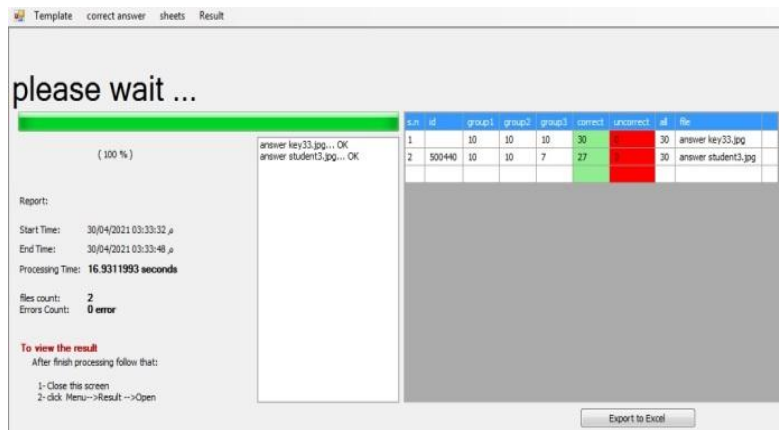 Template correct answer sheets Result
please wait ...
( 100 % )
Report:
Start Time: 30/04/2021 03:33:32 م
End Time: 30/04/2021 03:33:48 م
Processing Time: 16.9311993 seconds
files count: 2
Errors Count: 0 error
To view the result
After finish processing follow that:
1- Close this screen
2- click Menu-->Result -->Open
answer key33.jpg... OK
answer student3.jpg... OK
s.n id group1 group2 group3 correct uncorrect all file
1 10 10 10 30 0 30 answer key33.jpg
2 500440 10 10 7 27 3 30 answer student3.jpg
Export to Excel